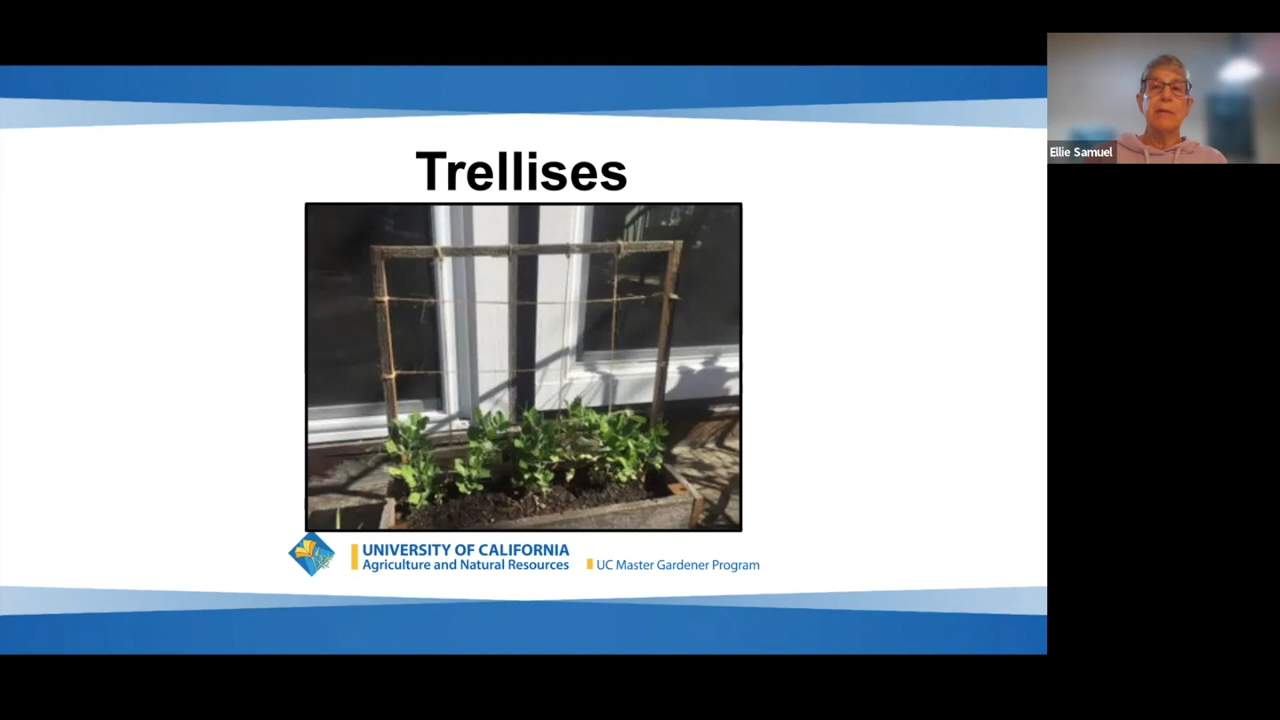 Trellises
Ellie Samuel
UNIVERSITY OF CALIFORNIA
Agriculture and Natural Resources
UC Master Gardener Program